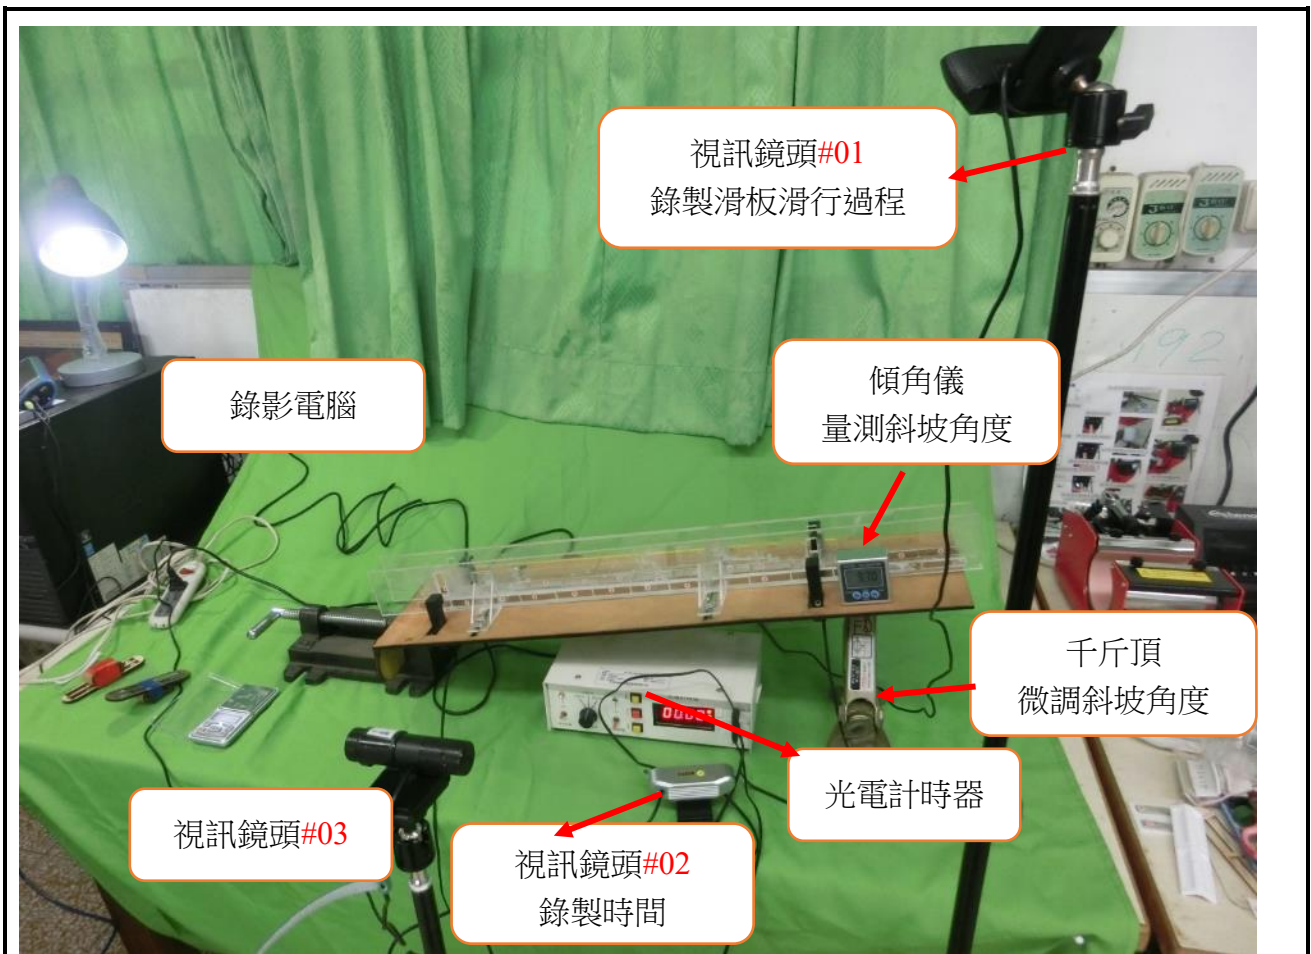 視訊鏡頭#01
錄製滑板滑行過程
192
傾角儀
量測斜坡角度
錄影電腦
千斤頂
微調斜坡角度
光電計時器
視訊鏡頭#03
視訊鏡頭#02
錄製時間